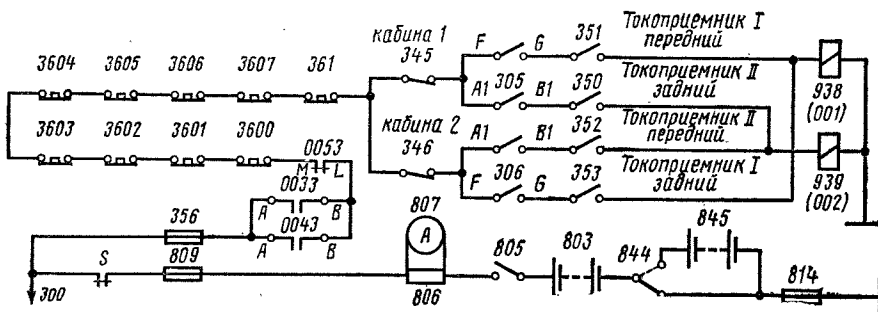 3604 3605 3606 3607 361
кабина 1
345
F G 351
Токоприемник I
передний
A1 305 B1 350
Токоприемник II
задний
938
(001)
3603 3602 3601 3600
0053
M L
кабина 2
346
A1 B1 352
Токоприемник II
передний
F 306 G 353
Токоприемник I
задний
939
(002)
0033
A B
0043
A B
356
807
A
845
S
809
806
805
803
844
814
300